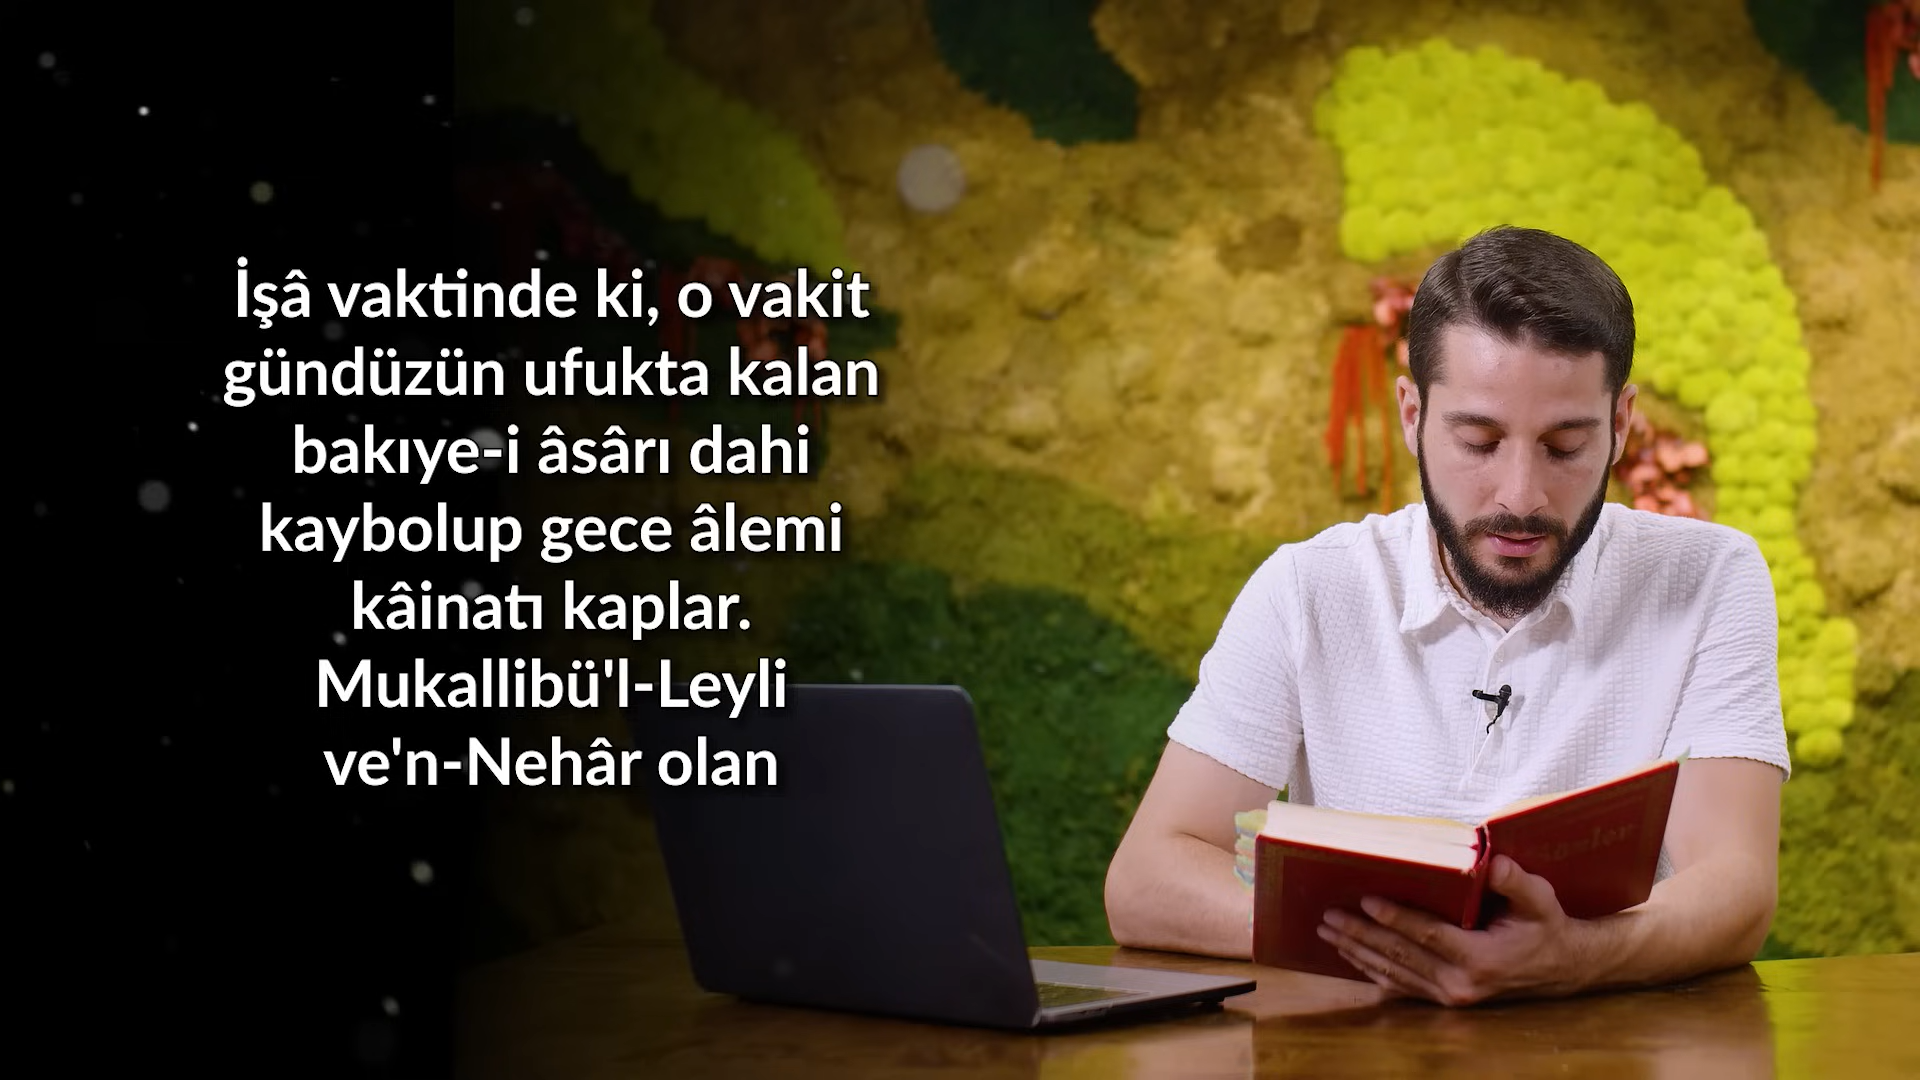 İşâ vaktinde ki, o vakit
gündüzün ufukta kalan
bakıye-i âsârı dahi
kaybolup gece âlemi
kâinatı kaplar.
Mukallibü'l-Leyli
ve'n-Nehâr olan